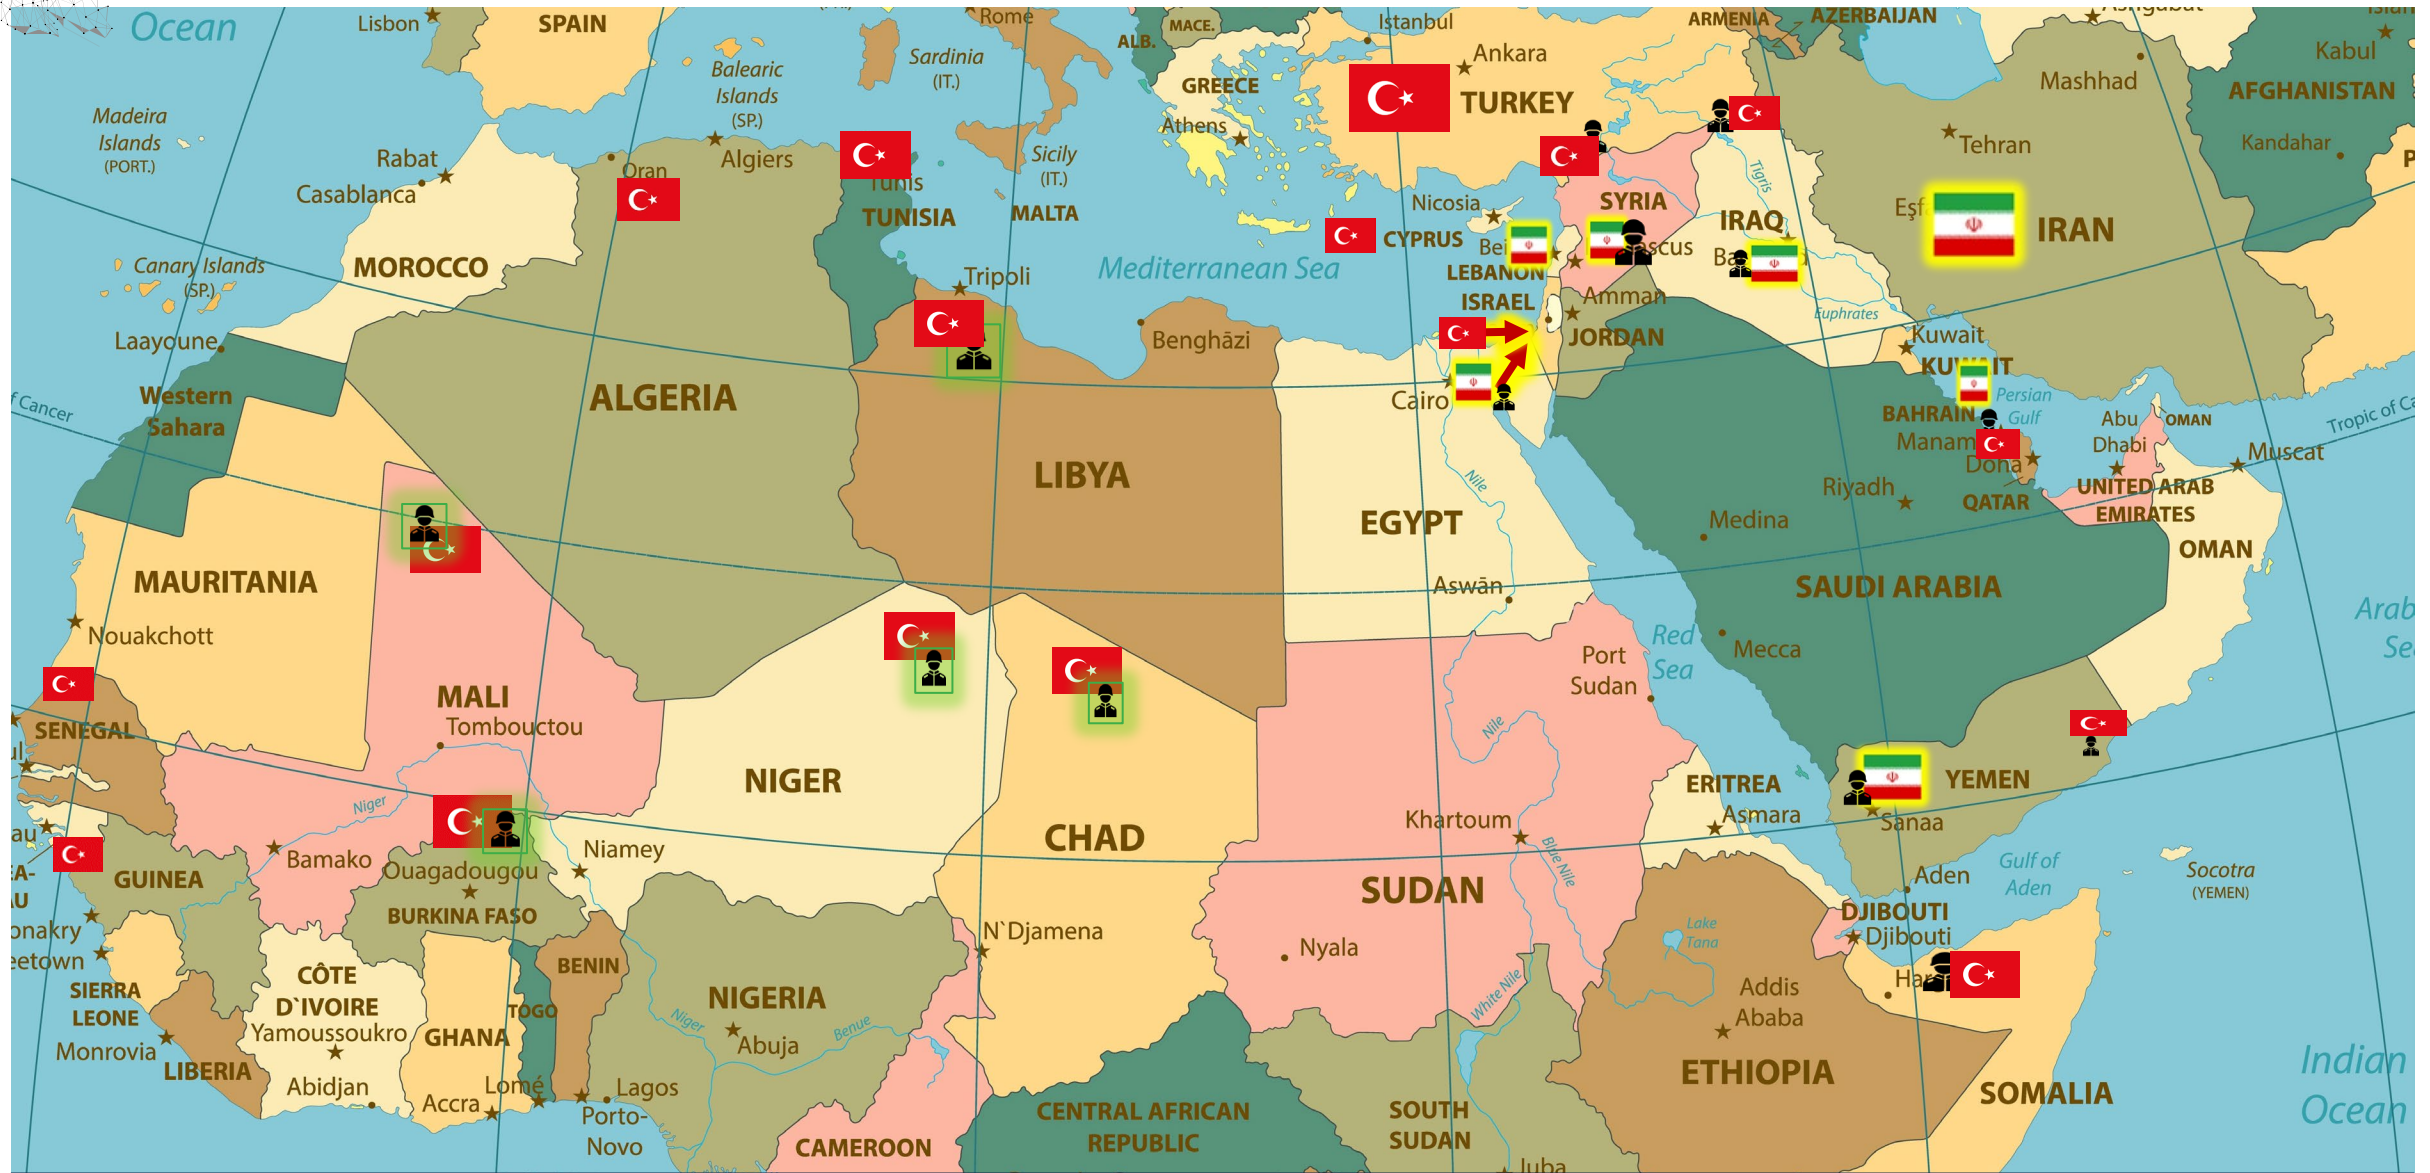 Ocean
Lisbon
SPAIN
Rome
ALB.
MACE.
Istanbul
ARMENIA
AZERBAIJAN
Ankara
Kabul
Mashhad
AFGHANISTAN
Balearic
Islands
(SP.)
Sardinia
(IT.)
GREECE
TURKEY
Madeira
Islands
(PORT.)
Athens
Tehran
Kandahar
Rabat
Casablanca
Oran
Algiers
Tunis
TUNISIA
Sicily
(IT.)
MALTA
Nicosia
CYPRUS
SYRIA
Tigris
IRAQ
IRAN
Canary Islands
(SP.)
MOROCCO
Mediterranean Sea
LEBANON
ISRAEL
Amman
JORDAN
Euphrates
Tripoli
Benghāzi
Laayoune
Kuwait
KUWAIT
Cairo
Persian
Gulf
BAHRAIN
Abu
Dhabi
OMAN
Muscat
Western
Sahara
ALGERIA
LIBYA
EGYPT
Nile
Medina
Riyadh
Doha
QATAR
UNITED ARAB
EMIRATES
OMAN
MAURITANIA
Nouakchott
Aswān
SAUDI ARABIA
Mecca
Red
Sea
Port
Sudan
SENEGAL
MALI
Tombouctou
NIGER
CHAD
Nile
ERITREA
Asmara
YEMEN
Sanaa
Niger
Khartoum
Blue Nile
Bamako
Ouagadougou
Niamey
GUINEA
BURKINA FASO
SUDAN
Aden
Gulf of
Aden
Socotra
(YEMEN)
DJIBOUTI
Djibouti
N`Djamena
Nyala
Lake
Tana
White Nile
SIERRA
LEONE
CÔTE
D`IVOIRE
Yamoussoukro
GHANA
TOGO
BENIN
NIGERIA
Niger
Abuja
Benue
Addis
Ababa
Monrovia
LIBERIA
Abidjan
Accra
Lomé
Lagos
Porto-
Novo
ETHIOPIA
SOMALIA
Indian
Ocean
CAMEROON
CENTRAL AFRICAN
REPUBLIC
SOUTH
SUDAN
Juba